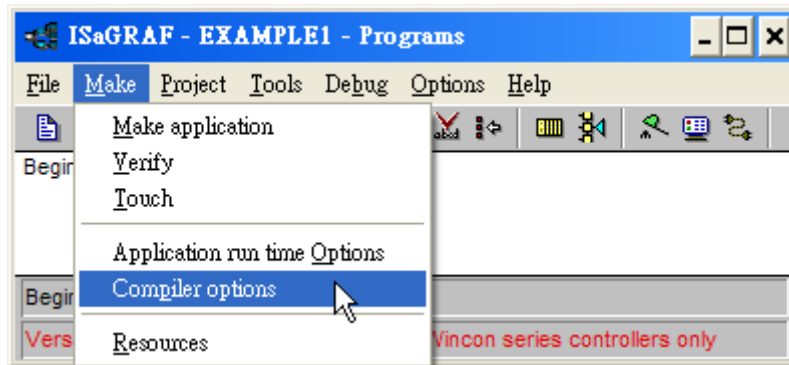 ISaGRAF - EXAMPLE1 - Programs
File Make Project Tools Debug Options Help
Make application
Verify
Touch
Application run time Options
Compiler options
Resources
Begin
Begin
Vers
Wincon series controllers only